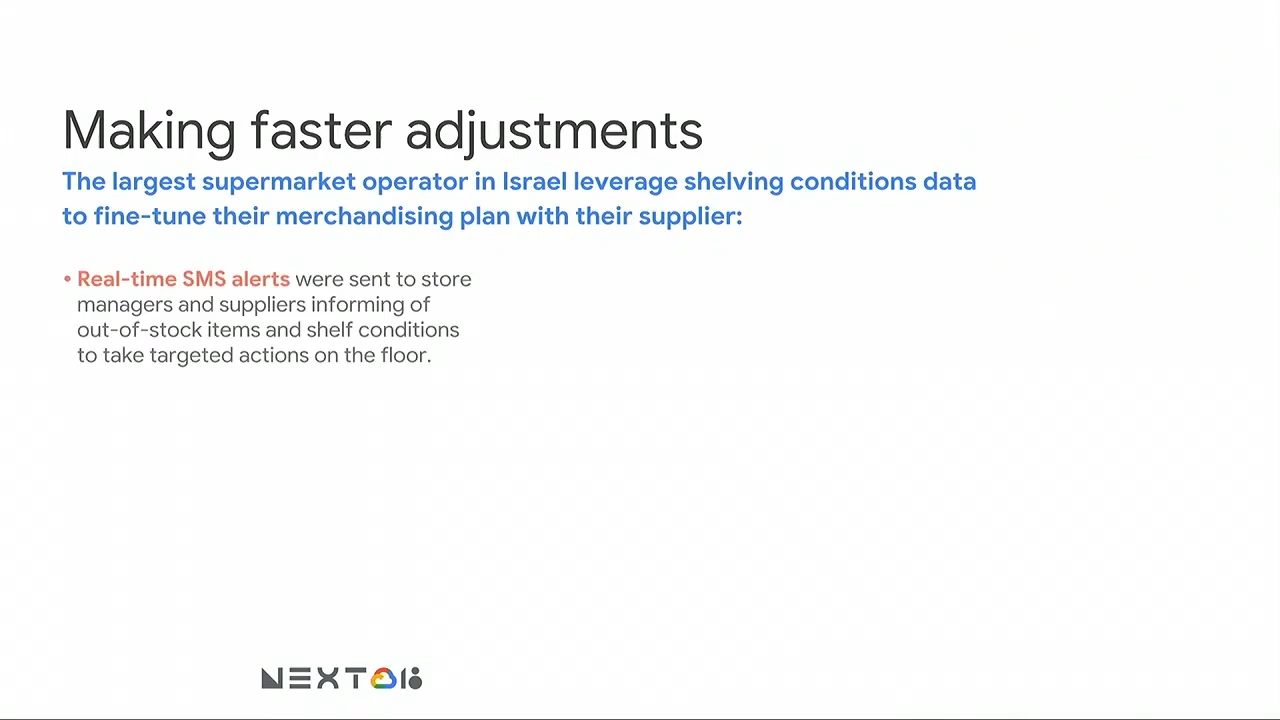 Making faster adjustments
The largest supermarket operator in Israel leverage shelving conditions data
to fine-tune their merchandising plan with their supplier:
• Real-time SMS alerts were sent to store
managers and suppliers informing of
out-of-stock items and shelf conditions
to take targeted actions on the floor.
NEXT 18